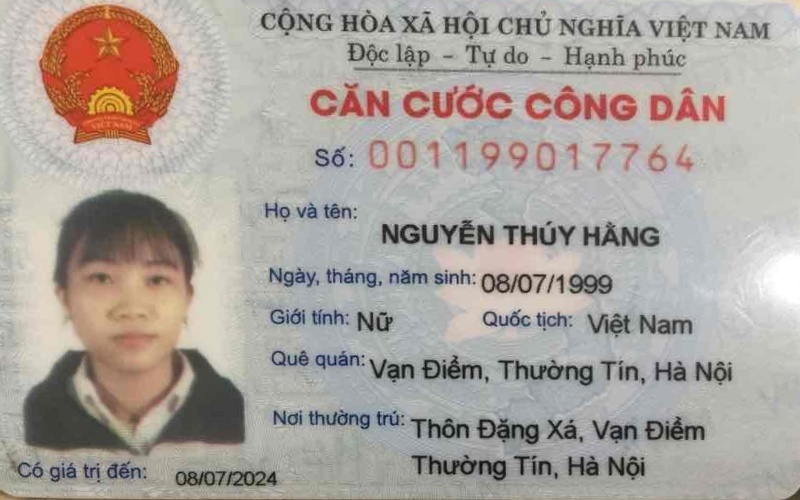 CỘNG HÒA XÃ HỘI CHỦ NGHĨA VIỆT NAM
Độc lập - Tự do - Hạnh phúc
CĂN CƯỚC CÔNG DÂN
Số: 001199017764
Họ và tên:
NGUYỄN THÚY HẰNG
Ngày, tháng, năm sinh: 08/07/1999
Giới tính: Nữ Quốc tịch: Việt Nam
Quê quán: Vạn Điểm, Thường Tín, Hà Nội
Nơi thường trú: Thôn Đặng Xá, Vạn Điểm
Thường Tín, Hà Nội
Có giá trị đến: 08/07/2024
VIỆT NAM